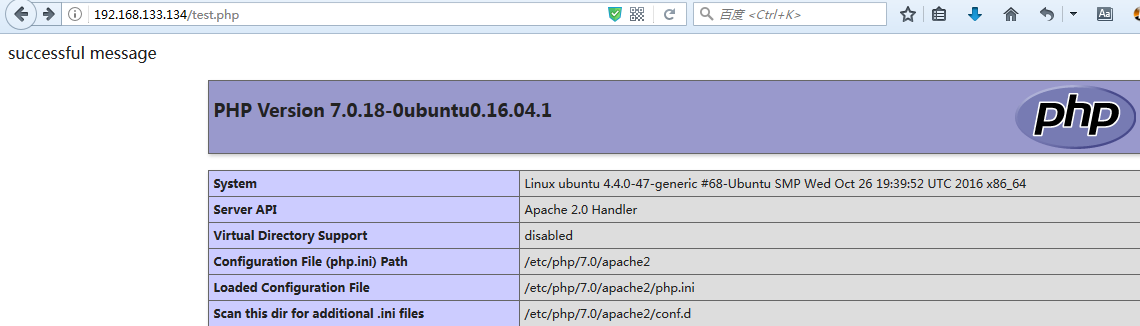 192.168.133.134/test.php
百度 <Ctrl+K>
successful message
PHP Version 7.0.18-0ubuntu0.16.04.1
php
System Linux ubuntu 4.4.0-47-generic #68-Ubuntu SMP Wed Oct 26 19:39:52 UTC 2016 x86_64
Server API Apache 2.0 Handler
Virtual Directory Support disabled
Configuration File (php.ini) Path /etc/php/7.0/apache2
Loaded Configuration File /etc/php/7.0/apache2/php.ini
Scan this dir for additional .ini files /etc/php/7.0/apache2/conf.d